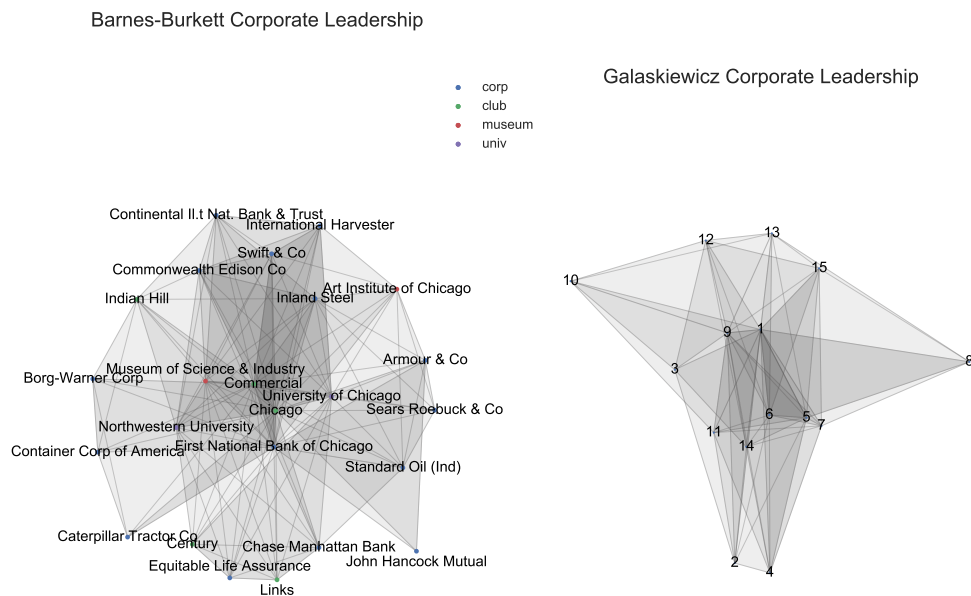 Barnes-Burkett Corporate Leadership
Galaskiewicz Corporate Leadership
corp
club
museum
univ
Continental Il.t Nat. Bank & Trust
International Harvester
Swift & Co
Commonwealth Edison Co
Indian Hill
Inland Steel
Art Institute of Chicago
Armour & Co
Museum of Science & Industry
Borg-Warner Corp
Commercial
University of Chicago
Chicago
Sears Roebuck & Co
Northwestern University
First National Bank of Chicago
Container Corp of America
Standard Oil (Ind)
Caterpillar Tractor Co
Century
Chase Manhattan Bank
John Hancock Mutual
Equitable Life Assurance
Links
13
12
15
10
9
1
8
3
6
5
7
11
14
2
4